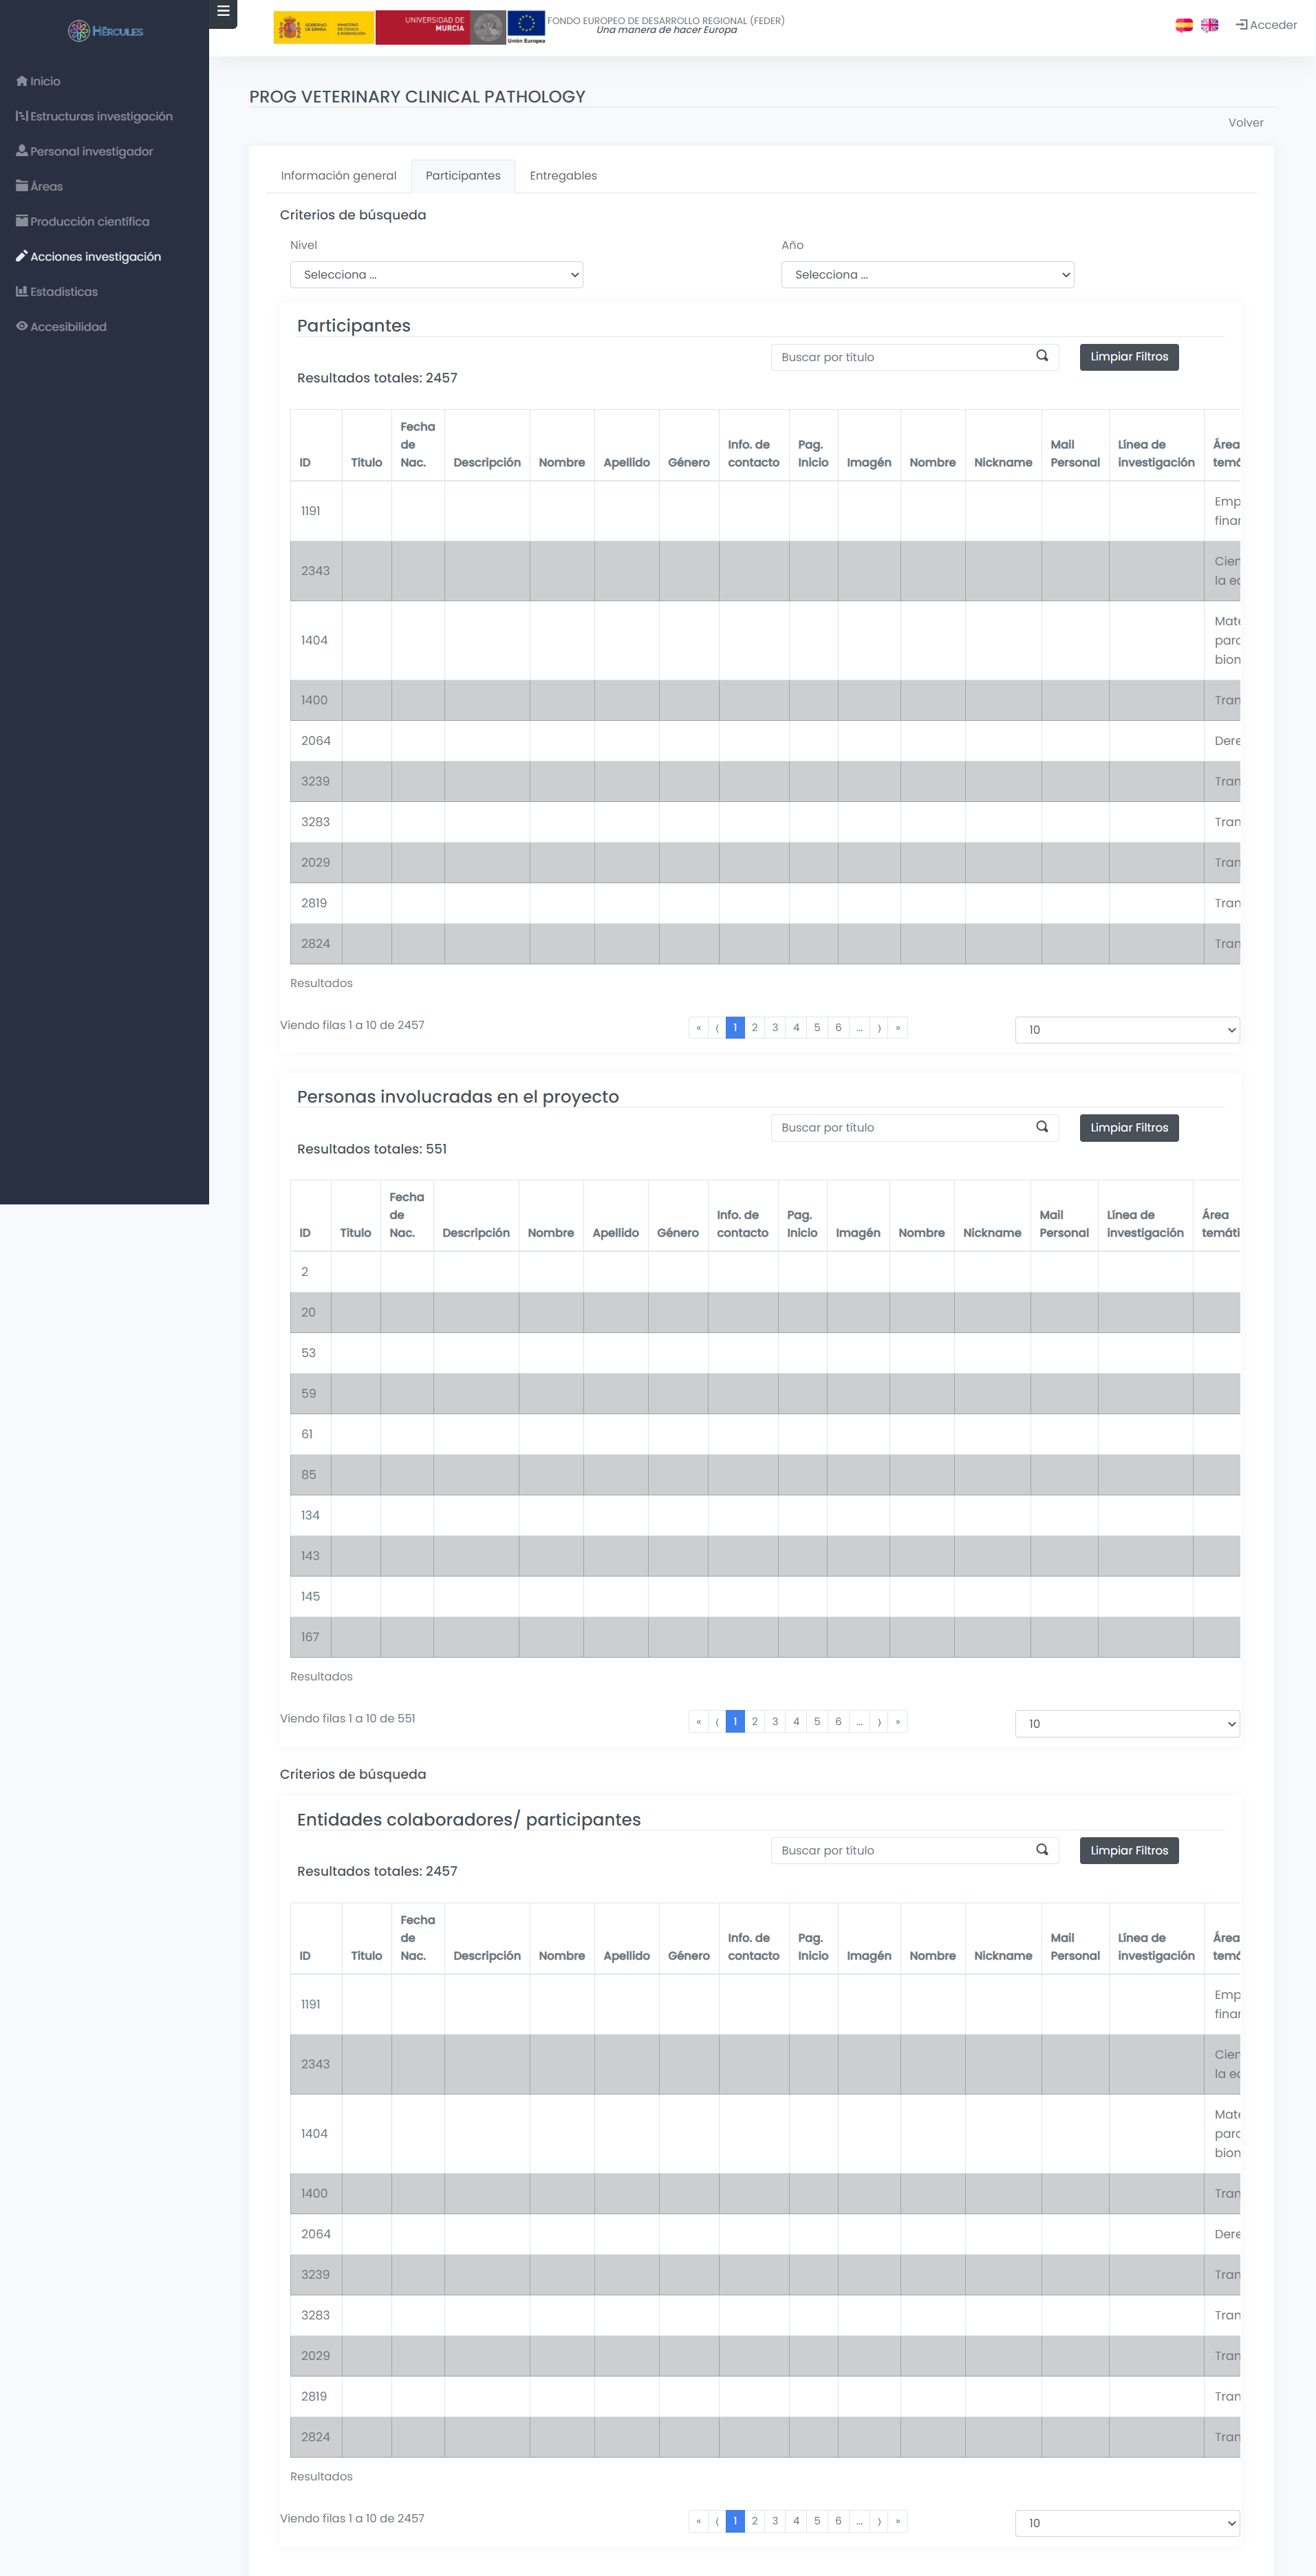 HÉRCULES
Inicio
Estructuras investigación
Personal investigador
Áreas
Producción científica
Acciones investigación
Estadísticas
Accesibilidad
GOBIERNO DE ESPAÑA
MINISTERIO DE CIENCIA E INNOVACIÓN
UNIVERSIDAD DE MURCIA
Unión Europea
FONDO EUROPEO DE DESARROLLO REGIONAL (FEDER)
Una manera de hacer Europa
Acceder
PROG VETERINARY CLINICAL PATHOLOGY
Volver
Información general Participantes Entregables
Criterios de búsqueda
Nivel Año
Selecciona ... Selecciona ...
Participantes
Buscar por título Limpiar Filtros
Resultados totales: 2457
ID Titulo Fecha de Nac. Descripción Nombre Apellido Género Info. de contacto Pag. Inicio Imagén Nombre Nickname Mail Personal Línea de investigación Área temá
1191 Emp finar
2343 Cien la ec
1404 Mate para bion
1400 Tran
2064 Dere
3239 Tran
3283 Tran
2029 Tran
2819 Tran
2824 Tran
Resultados
Viendo filas 1 a 10 de 2457 « ⟨ 1 2 3 4 5 6 ... ⟩ » 10
Personas involucradas en el proyecto
Buscar por título Limpiar Filtros
Resultados totales: 551
ID Titulo Fecha de Nac. Descripción Nombre Apellido Género Info. de contacto Pag. Inicio Imagén Nombre Nickname Mail Personal Línea de investigación Área temáti
2
20
53
59
61
85
134
143
145
167
Resultados
Viendo filas 1 a 10 de 551 « ⟨ 1 2 3 4 5 6 ... ⟩ » 10
Criterios de búsqueda
Entidades colaboradores/ participantes
Buscar por título Limpiar Filtros
Resultados totales: 2457
ID Titulo Fecha de Nac. Descripción Nombre Apellido Género Info. de contacto Pag. Inicio Imagén Nombre Nickname Mail Personal Línea de investigación Área temá
1191 Emp finar
2343 Cien la ec
1404 Mate para bion
1400 Tran
2064 Dere
3239 Tran
3283 Tran
2029 Tran
2819 Tran
2824 Tran
Resultados
Viendo filas 1 a 10 de 2457 « ⟨ 1 2 3 4 5 6 ... ⟩ » 10